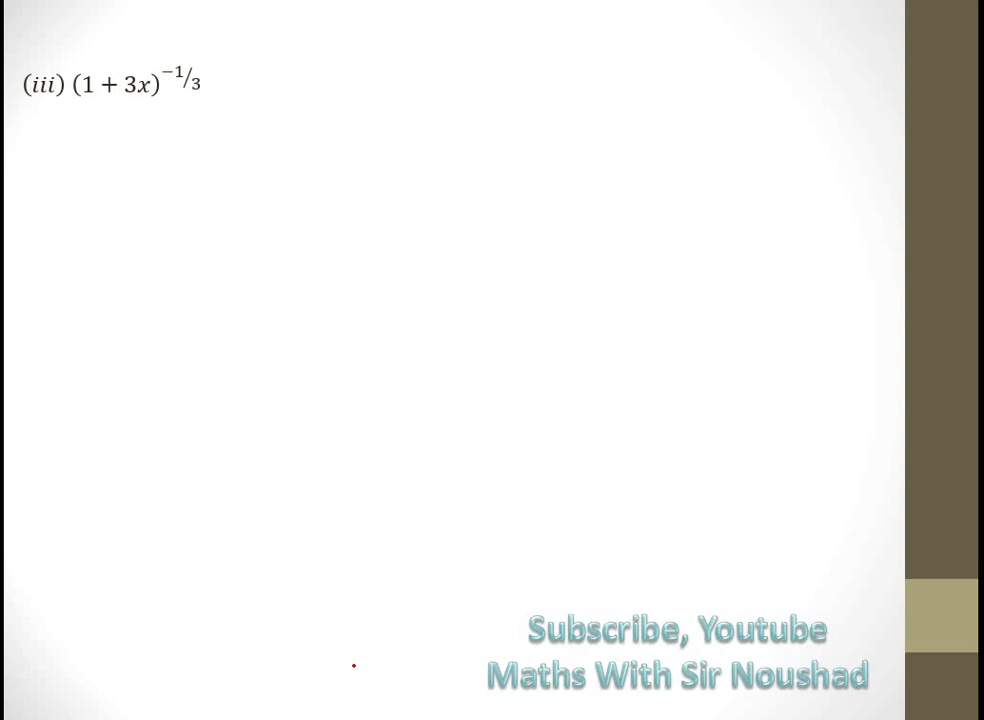 (iii) (1 + 3x)^{-1/3}
Subscribe, Youtube
Maths With Sir Noushad